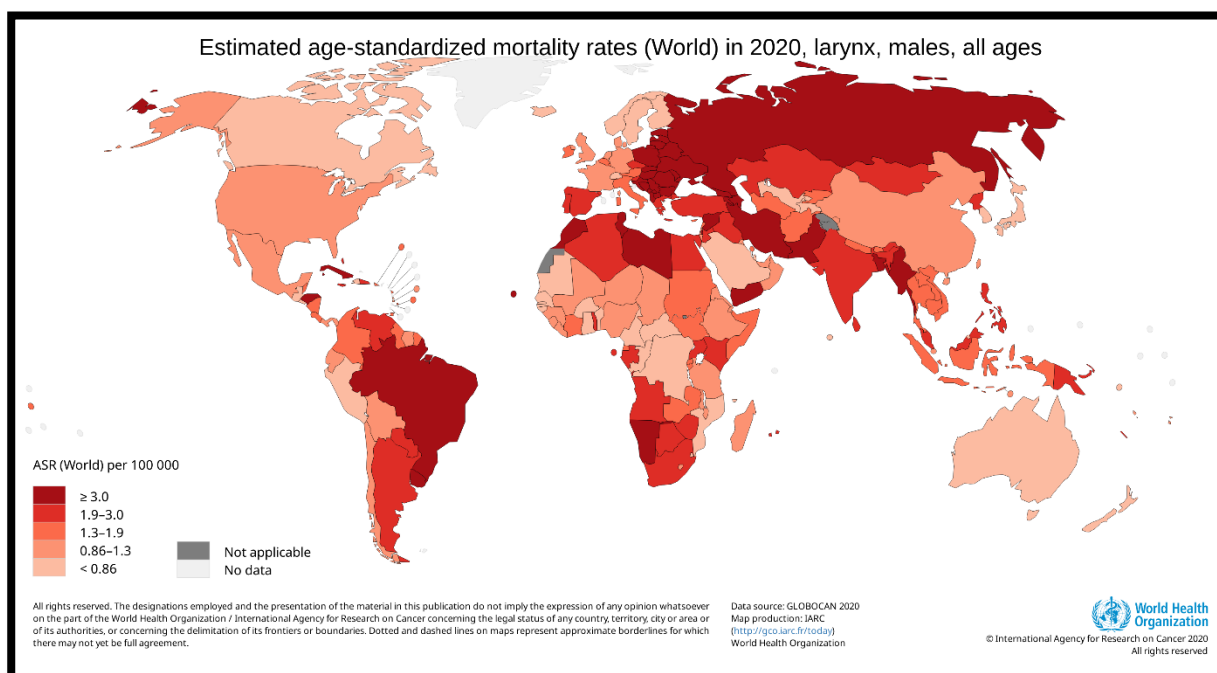 Estimated age-standardized mortality rates (World) in 2020, larynx, males, all ages
ASR (World) per 100 000
≥ 3.0
1.9–3.0
1.3–1.9
0.86–1.3
< 0.86
Not applicable
No data
All rights reserved. The designations employed and the presentation of the material in this publication do not imply the expression of any opinion whatsoever
on the part of the World Health Organization / International Agency for Research on Cancer concerning the legal status of any country, territory, city or area or
of its authorities, or concerning the delimitation of its frontiers or boundaries. Dotted and dashed lines on maps represent approximate borderlines for which
there may not yet be full agreement.
Data source: GLOBOCAN 2020
Map production: IARC
(http://gco.iarc.fr/today)
World Health Organization
World Health
Organization
© International Agency for Research on Cancer 2020
All rights reserved